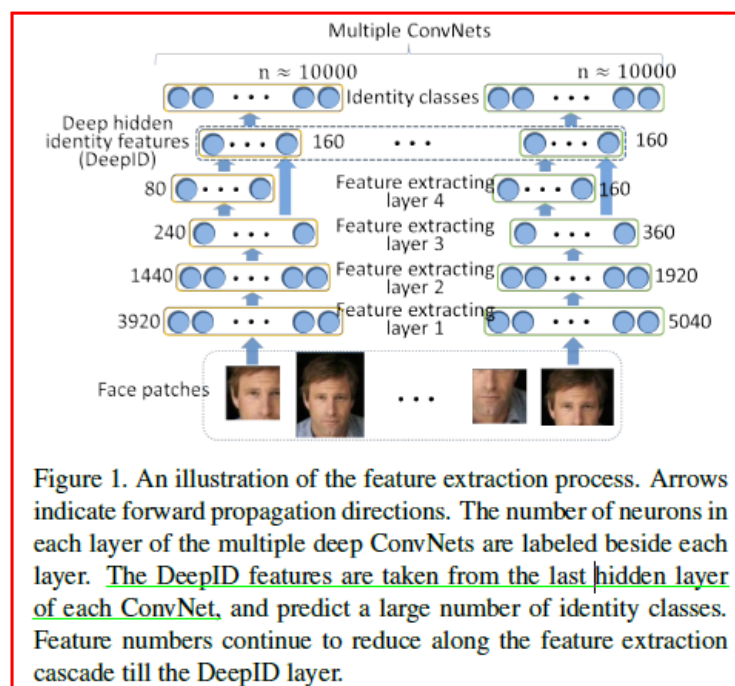 Multiple ConvNets
n ≈ 10000
n ≈ 10000
Identity classes
Deep hidden
identity features
(DeepID)
160
160
80
Feature extracting
layer 4
160
240
Feature extracting
layer 3
360
1440
Feature extracting
layer 2
1920
3920
Feature extracting
layer 1
5040
Face patches
Figure 1. An illustration of the feature extraction process. Arrows
indicate forward propagation directions. The number of neurons in
each layer of the multiple deep ConvNets are labeled beside each
layer. The DeepID features are taken from the last hidden layer
of each ConvNet, and predict a large number of identity classes.
Feature numbers continue to reduce along the feature extraction
cascade till the DeepID layer.